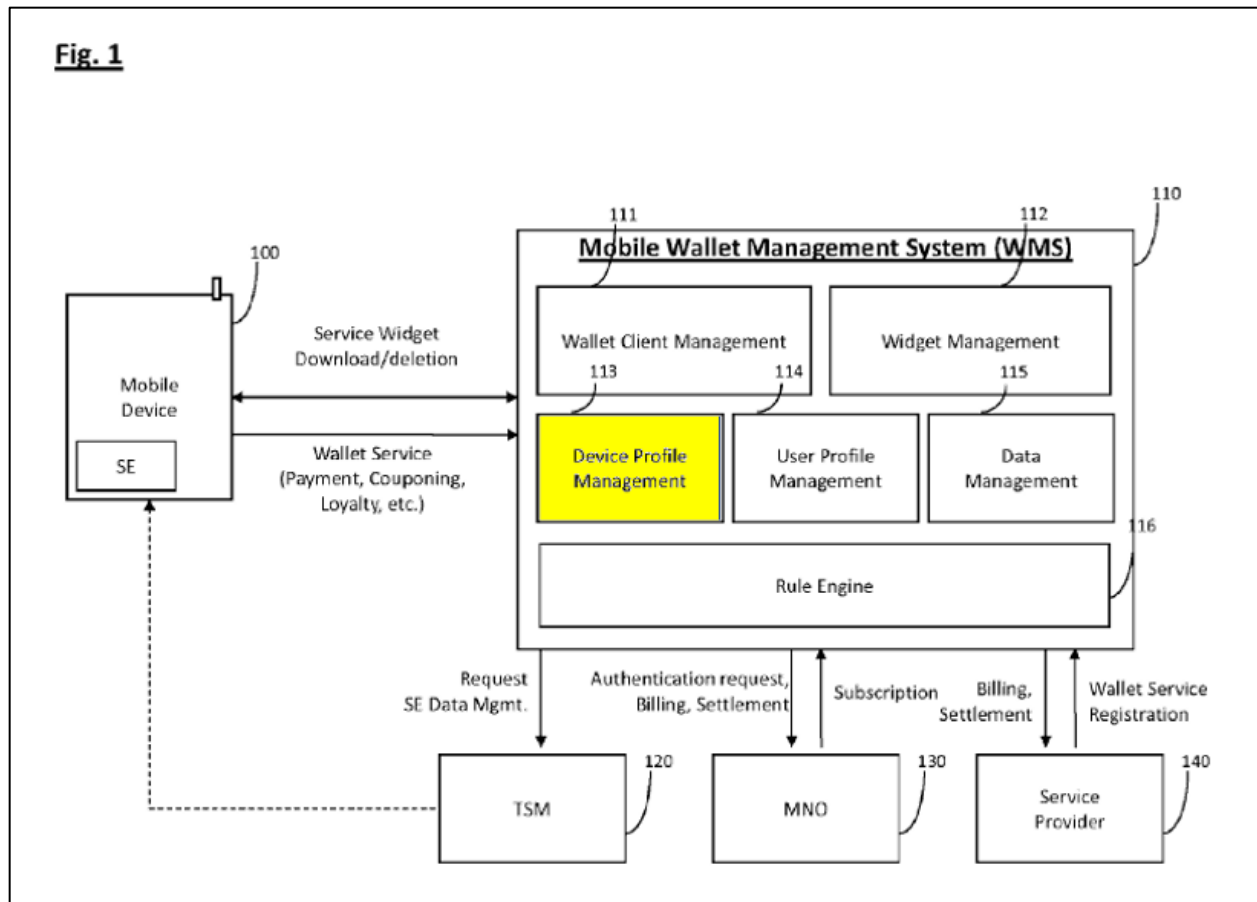 Fig. 1
110
111
112
Mobile Wallet Management System (WMS)
100
Service Widget
Download/deletion
Wallet Client Management
Widget Management
113
114
115
Mobile
Device
SE
Wallet Service
(Payment, Couponing,
Loyalty, etc.)
Device Profile
Management
User Profile
Management
Data
Management
116
Rule Engine
Request
SE Data Mgmt.
Authentication request,
Billing, Settlement
Subscription
Billing,
Settlement
Wallet Service
Registration
120
130
140
TSM
MNO
Service
Provider